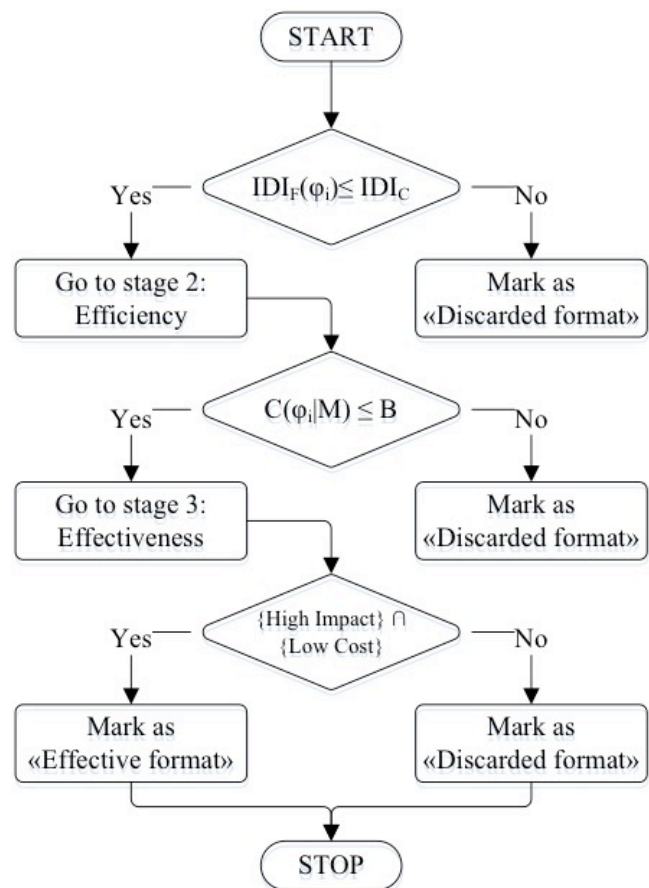 START
IDI_F(φ_i)≤ IDI_C
Yes
No
Go to stage 2:
Efficiency
Mark as
«Discarded format»
C(φ_i|M) ≤ B
Yes
No
Go to stage 3:
Effectiveness
Mark as
«Discarded format»
{High Impact} ∩
{Low Cost}
Yes
No
Mark as
«Effective format»
Mark as
«Discarded format»
STOP